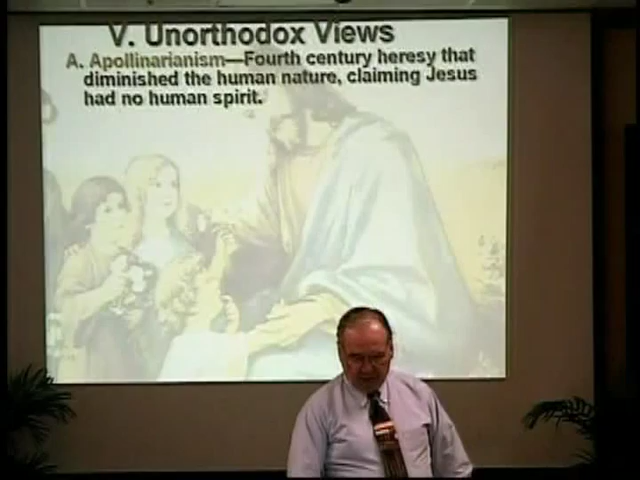 V. Unorthodox Views
A. Apollinarianism—Fourth century heresy that
diminished the human nature, claiming Jesus
had no human spirit.